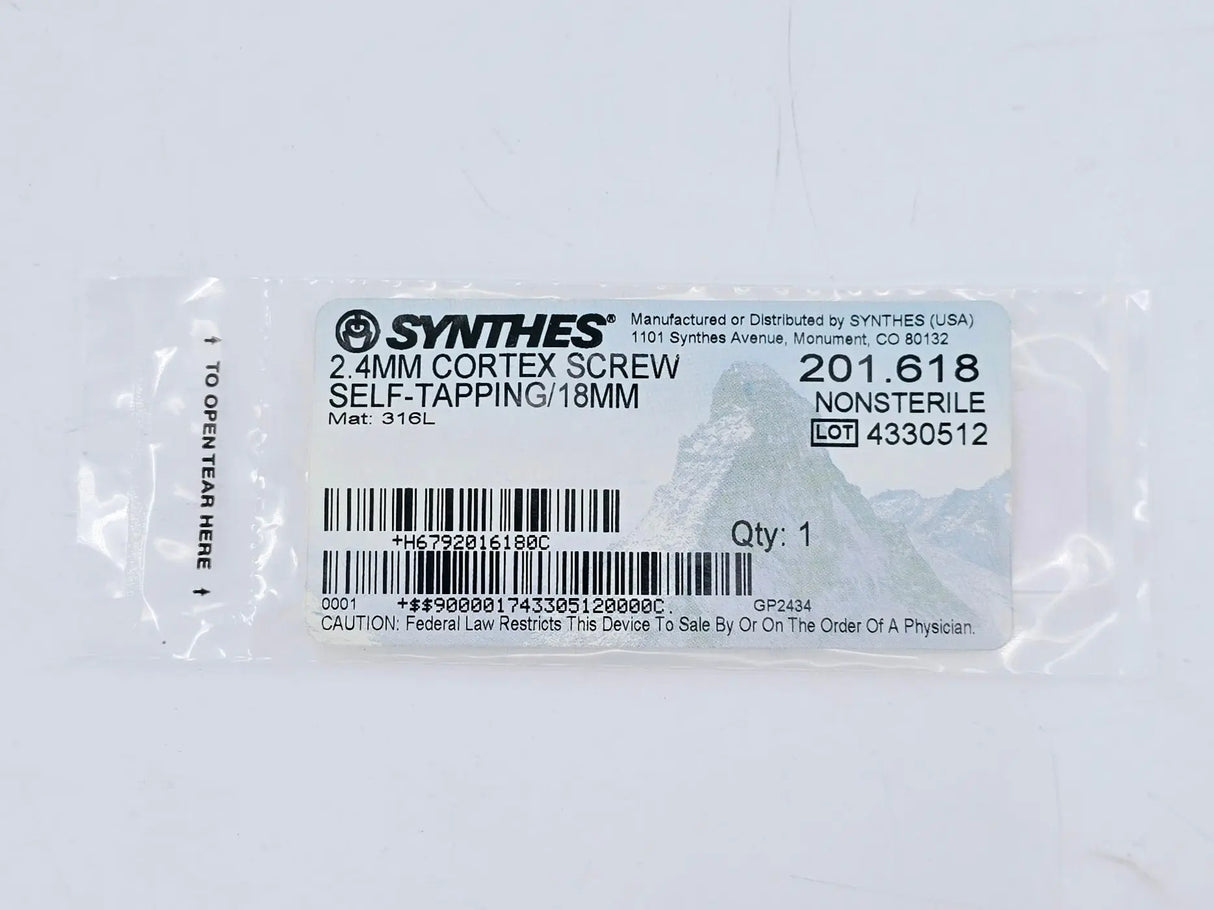 SYNTHES®
Manufactured or Distributed by SYNTHES (USA)
1101 Synthes Avenue, Monument, CO 80132
2.4MM CORTEX SCREW
SELF-TAPPING/18MM
Mat: 316L
201.618
NONSTERILE
LOT 4330512
+H6792016180C
Qty: 1
0001 +$$900001743305120000C. GP2434
CAUTION: Federal Law Restricts This Device To Sale By Or On The Order Of A Physician.
↑ TO OPEN TEAR HERE ↑